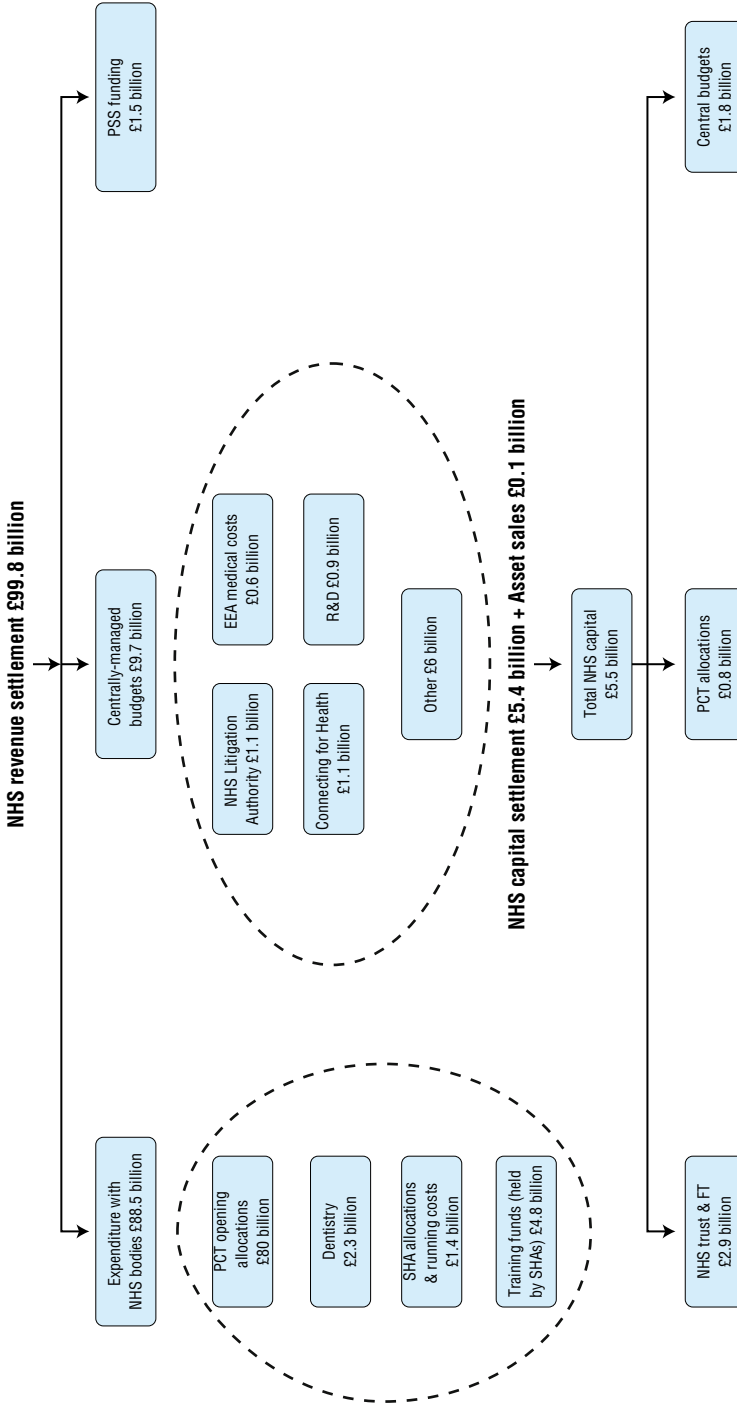 NHS revenue settlement £99.8 billion
Expenditure with
NHS bodies £88.5 billion
Centrally-managed
budgets £9.7 billion
PSS funding
£1.5 billion
PCT opening
allocations
£80 billion
Dentistry
£2.3 billion
SHA allocations
& running costs
£1.4 billion
Training funds (held
by SHAs) £4.8 billion
NHS Litigation
Authority £1.1 billion
EEA medical costs
£0.6 billion
Connecting for Health
£1.1 billion
R&D £0.9 billion
Other £6 billion
NHS capital settlement £5.4 billion + Asset sales £0.1 billion
Total NHS capital
£5.5 billion
NHS trust & FT
£2.9 billion
PCT allocations
£0.8 billion
Central budgets
£1.8 billion